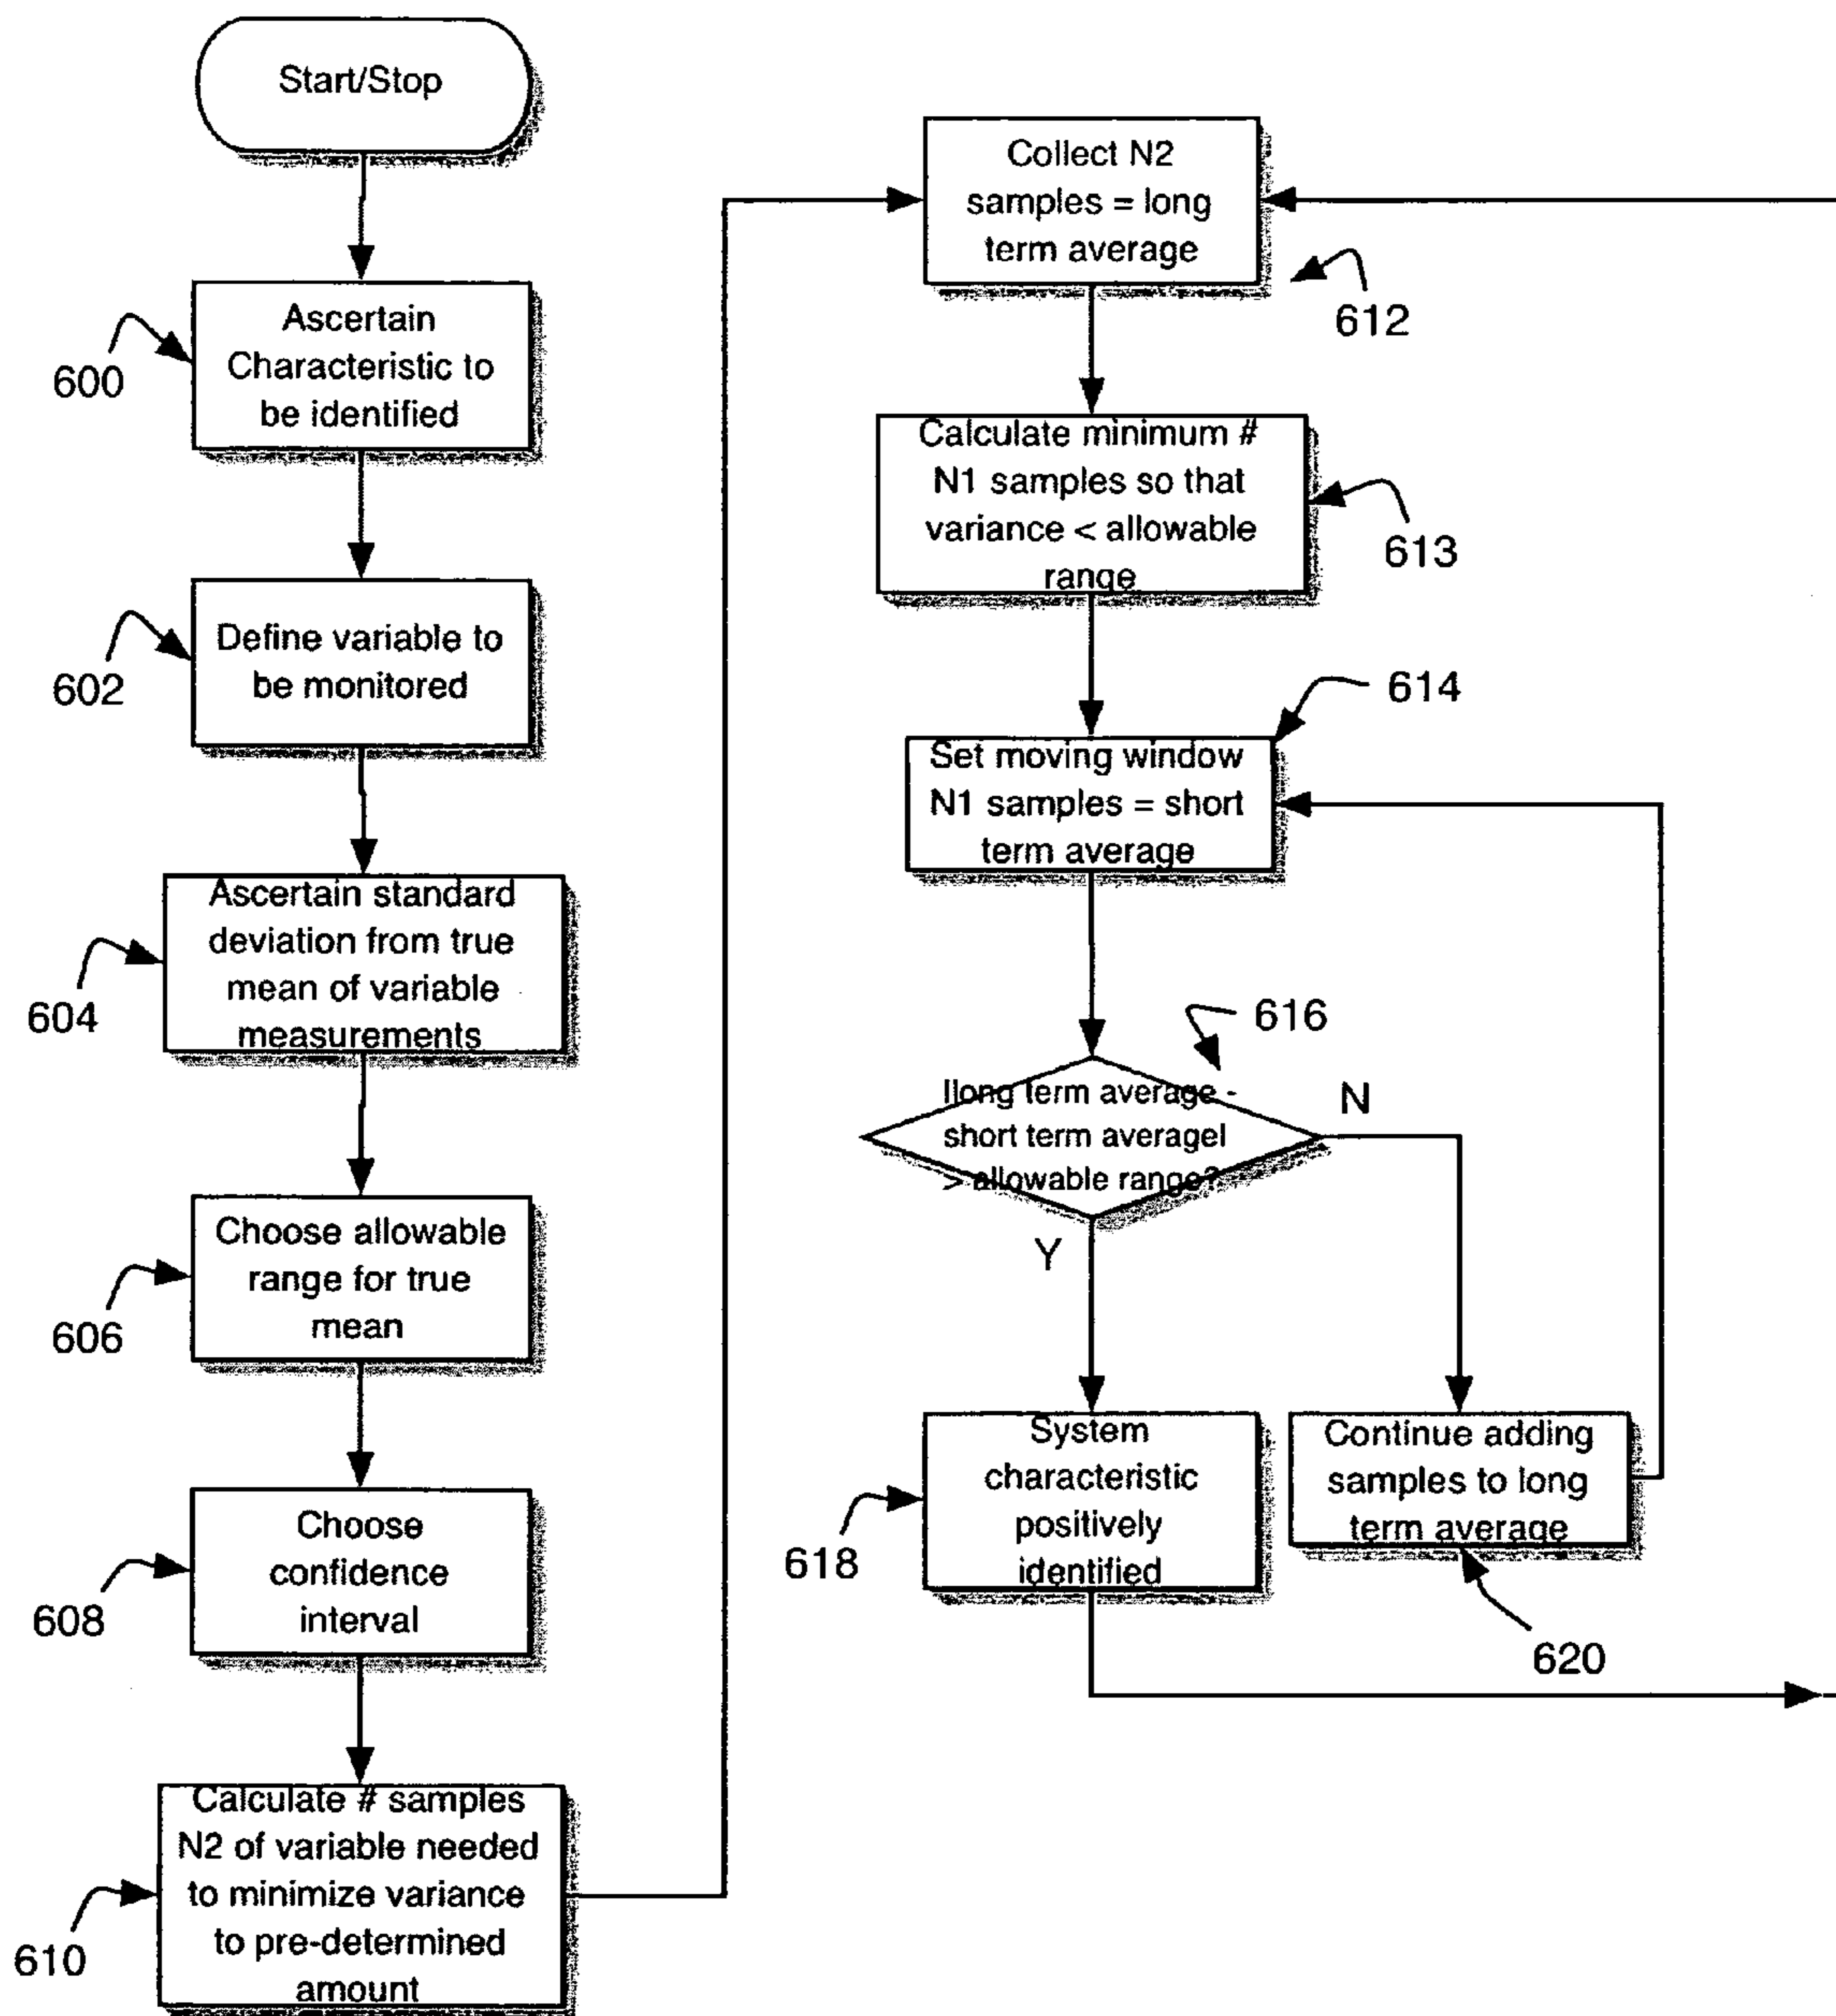 Start/Stop
Ascertain
Characteristic to
be identified
600
Define variable to
be monitored
602
Ascertain standard
deviation from true
mean of variable
measurements
604
Choose allowable
range for true
mean
606
Choose
confidence
interval
608
Calculate # samples
N2 of variable needed
to minimize variance
to pre-determined
amount
610
Collect N2
samples = long
term average
612
Calculate minimum #
N1 samples so that
variance < allowable
range
613
614
Set moving window
N1 samples = short
term average
616
|long term average -
short term average|
> allowable range?
N
Y
System
characteristic
positively
identified
618
Continue adding
samples to long
term average
620